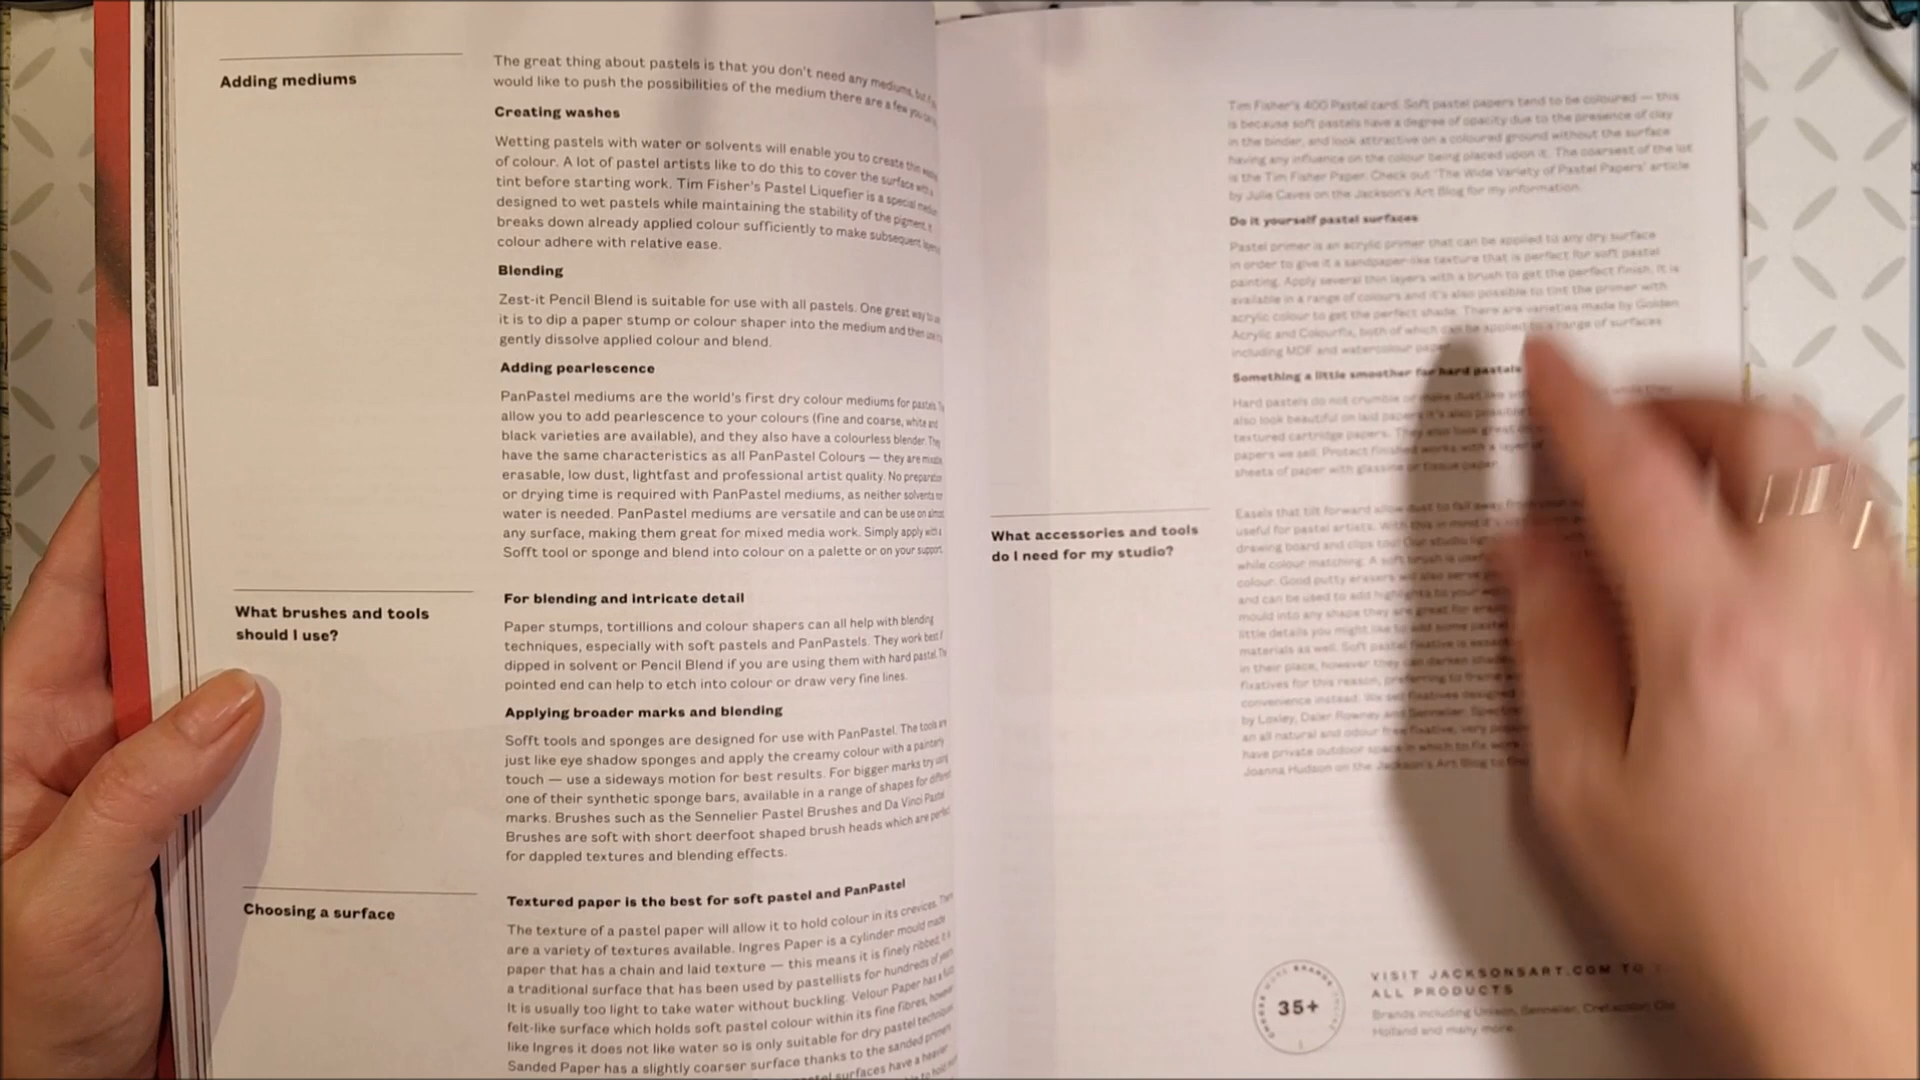 Adding mediums
The great thing about pastels is that you don't need any mediums, but if
would like to push the possibilities of the medium there are a few you can
Creating washes
Wetting pastels with water or solvents will enable you to create thin
of colour. A lot of pastel artists like to do this to cover the surface with a
tint before starting work. Tim Fisher's Pastel Liquefier is a special
designed to wet pastels while maintaining the stability of the pigment. It
breaks down already applied colour sufficiently to make subsequent
colour adhere with relative ease.
Blending
Zest-it Pencil Blend is suitable for use with all pastels. One great way to
it is to dip a paper stump or colour shaper into the medium and then
gently dissolve applied colour and blend.
Adding pearlescence
PanPastel mediums are the world's first dry colour mediums for pastels.
allow you to add pearlescence to your colours (fine and coarse, white and
black varieties are available), and they also have a colourless blender. They
have the same characteristics as all PanPastel Colours — they are
erasable, low dust, lightfast and professional artist quality. No preparation
or drying time is required with PanPastel mediums, as neither solvents nor
water is needed. PanPastel mediums are versatile and can be use on almost
any surface, making them great for mixed media work. Simply apply with a
Sofft tool or sponge and blend into colour on a palette or on your support.
What brushes and tools
should I use?
For blending and intricate detail
Paper stumps, tortillions and colour shapers can all help with blending
techniques, especially with soft pastels and PanPastels. They work best if
dipped in solvent or Pencil Blend if you are using them with hard pastel. The
pointed end can help to etch into colour or draw very fine lines.
Applying broader marks and blending
Sofft tools and sponges are designed for use with PanPastel. The tools are
just like eye shadow sponges and apply the creamy colour with a painterly
touch — use a sideways motion for best results. For bigger marks try using
one of their synthetic sponge bars, available in a range of shapes for different
marks. Brushes such as the Sennelier Pastel Brushes and Da Vinci Pastel
Brushes are soft with short deerfoot shaped brush heads which are perfect
for dappled textures and blending effects.
Choosing a surface
Textured paper is the best for soft pastel and PanPastel
The texture of a pastel paper will allow it to hold colour in its crevices. There
are a variety of textures available. Ingres Paper is a cylinder mould made
paper that has a chain and laid texture — this means it is finely ribbed. It is
a traditional surface that has been used by pastellists for hundreds of years
It is usually too light to take water without buckling. Velour Paper has a
felt-like surface which holds soft pastel colour within its fine fibres, however
like Ingres it does not like water so is only suitable for dry pastel techniques
Sanded Paper has a slightly coarser surface thanks to the sanded
surfaces have a heavier
Tim Fisher's 400 Pastel card. Soft pastel papers tend to be coloured — this
is because soft pastels have a degree of opacity due to the presence of clay
in the binder, and look attractive on a coloured ground without the surface
having any influence on the colour being placed upon it. The coarsest of the lot
is the Tim Fisher Paper. Check out 'The Wide Variety of Pastel Papers' article
by Julie Caves on the Jackson's Art Blog for my information.
Do it yourself pastel surfaces
Pastel primer is an acrylic primer that can be applied to any dry surface
in order to give it a sandpaper-like texture that is perfect for soft pastel
painting. Apply several thin layers with a brush to get the perfect finish. It is
available in a range of colours and it's also possible to tint the primer with
acrylic colour to get the perfect shade. There are varieties made by Golden
Acrylic and Colourfix, both of which can be applied to a range of surfaces
including MDF and watercolour paper.
Something a little smoother for hard pastels
Hard pastels do not crumble or make dust like
also look beautiful on laid papers. It's also possible
textured cartridge papers. They also look great on
papers we sell. Protect finished works with a layer of
sheets of paper with glassine or tissue paper.
What accessories and tools
do I need for my studio?
Easels that tilt forward allow dust to fall away from your
useful for pastel artists. With this in mind it's
drawing board and clips too! Our studio
while colour matching. A soft brush is
colour. Good putty erasers will also serve
and can be used to add highlights to your
mould into any shape they are great for
little details you might like to add some pastel
materials as well. Soft pastel fixative is
in their place, however they can darken
fixatives for this reason, preferring to frame
convenience instead. We sell fixatives designed
by Loxley, Daler Rowney and Sennelier.
an all natural and odour free fixative, very
have private outdoor space in which to fix work
Joanna Hudson on the Jackson's Art Blog to
35+
VISIT JACKSONSART.COM TO
ALL PRODUCTS
Brands including Unison, Sennelier,
Holland and many more